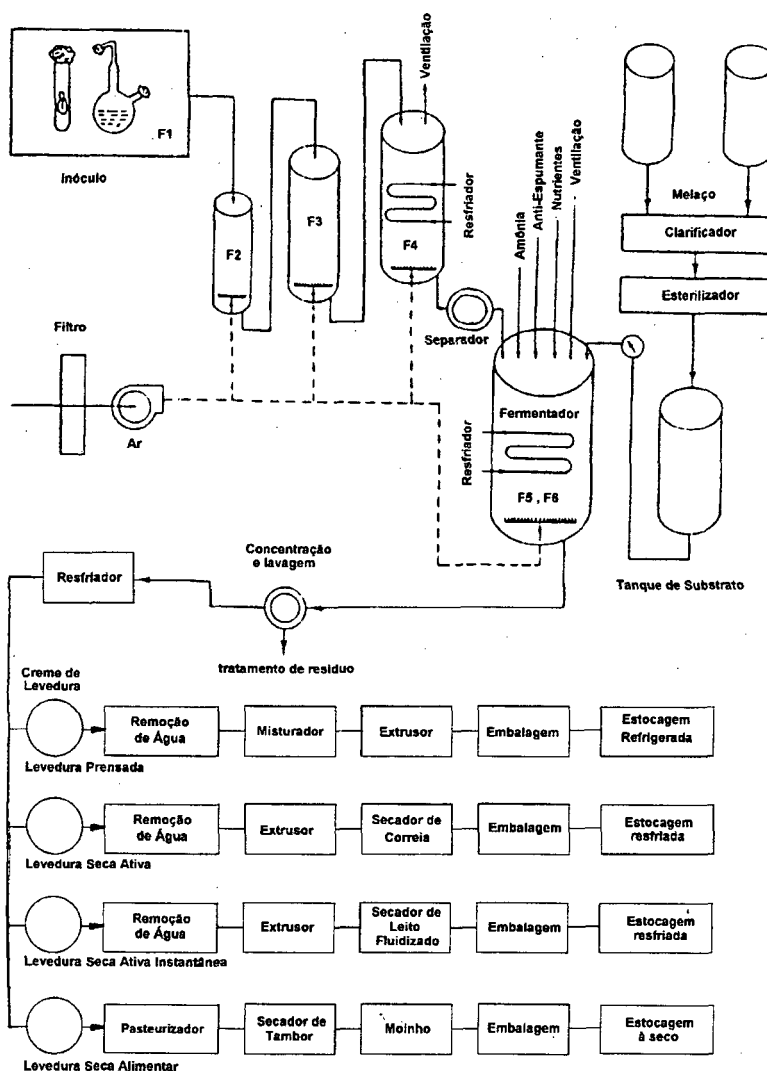 F1
Inóculo
F2
F3
F4
Ventilação
Resfriador
Separador
Filtro
Ar
Amônia
Anti-Espumante
Nutrientes
Ventilação
Melaço
Clarificador
Esterilizador
Fermentador
Resfriador
F5 , F6
Tanque de Substrato
Concentração
e lavagem
Resfriador
tratamento de resíduo
Creme de
Levedura
Remoção
de Água
Misturador
Extrusor
Embalagem
Estocagem
Refrigerada
Levedura Prensada
Remoção
de Água
Extrusor
Secador de
Correia
Embalagem
Estocagem
resfriada
Levedura Seca Ativa
Remoção
de Água
Extrusor
Secador de
Leito
Fluidizado
Embalagem
Estocagem
resfriada
Levedura Seca Ativa Instantânea
Pasteurizador
Secador de
Tambor
Moinho
Embalagem
Estocagem
à seco
Levedura Seca Alimentar